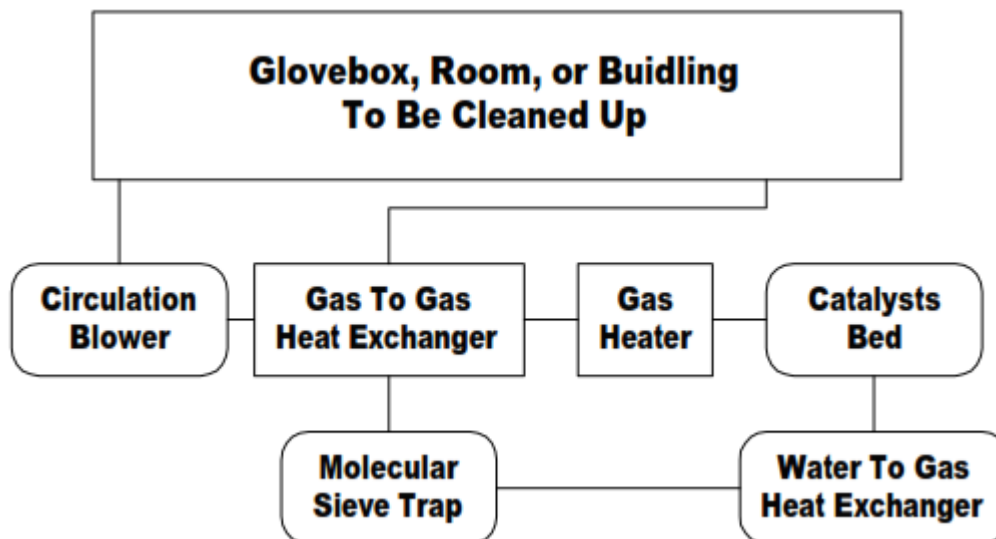 Glovebox, Room, or Buidling
To Be Cleaned Up
Circulation
Blower
Gas To Gas
Heat Exchanger
Gas
Heater
Catalysts
Bed
Molecular
Sieve Trap
Water To Gas
Heat Exchanger